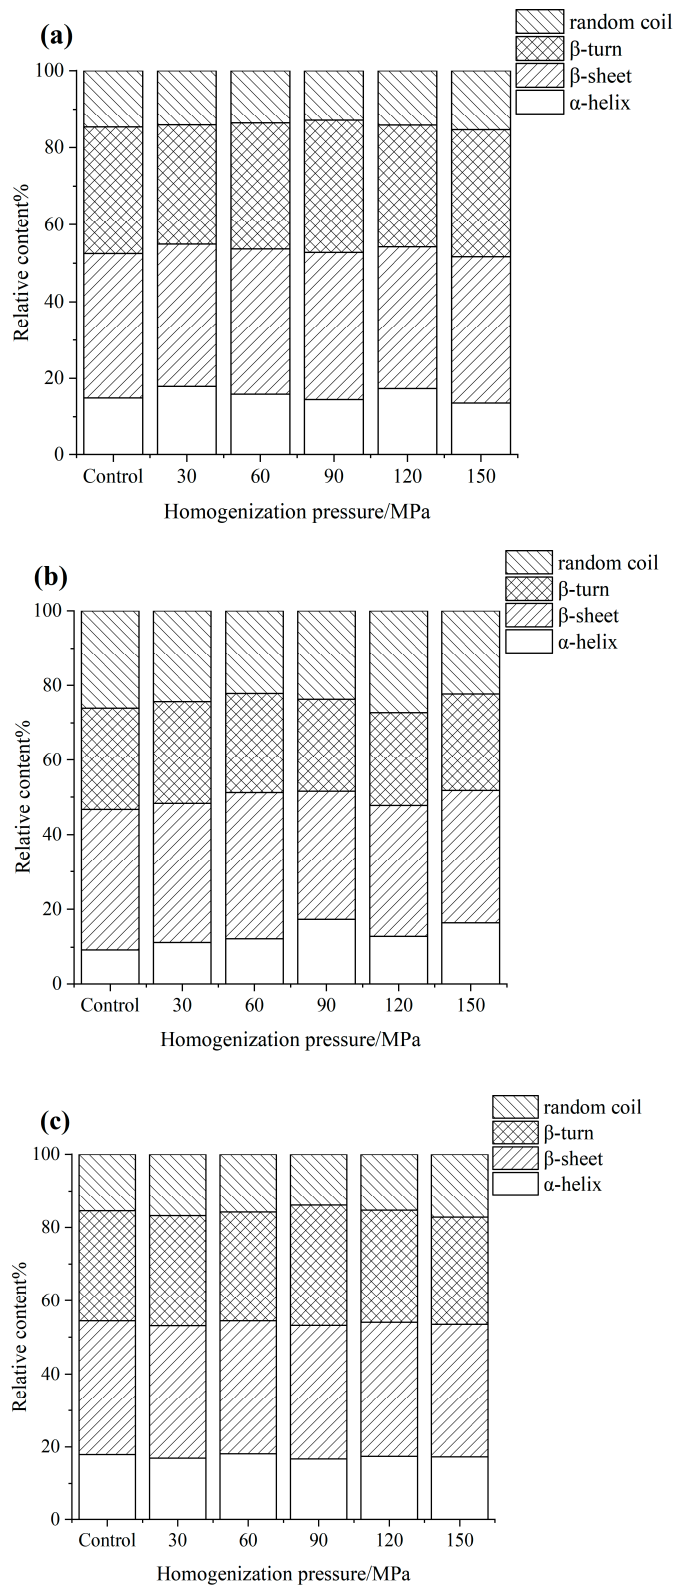 (a)
random coil
β-turn
β-sheet
α-helix
100
80
60
40
20
0
Relative content%
Control 30 60 90 120 150
Homogenization pressure/MPa
(b)
random coil
β-turn
β-sheet
α-helix
100
80
60
40
20
0
Relative content%
Control 30 60 90 120 150
Homogenization pressure/MPa
(c)
random coil
β-turn
β-sheet
α-helix
100
80
60
40
20
0
Relative content%
Control 30 60 90 120 150
Homogenization pressure/MPa